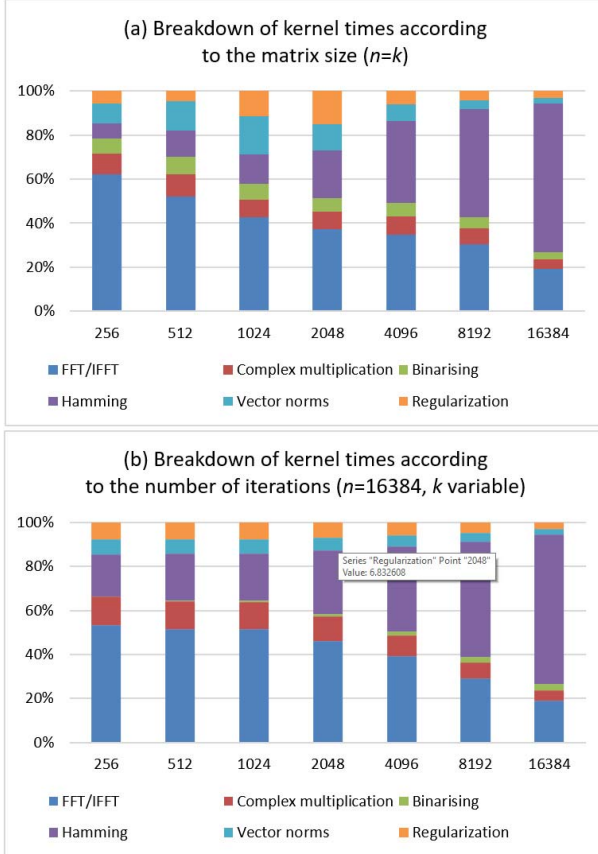 (a) Breakdown of kernel times according
to the matrix size (n=k)
100%
80%
60%
40%
20%
0%
256 512 1024 2048 4096 8192 16384
FFT/IFFT Complex multiplication Binarising
Hamming Vector norms Regularization
(b) Breakdown of kernel times according
to the number of iterations (n=16384, k variable)
100%
80%
60%
40%
20%
0%
Series "Regularization" Point "2048"
Value: 6.832608
256 512 1024 2048 4096 8192 16384
FFT/IFFT Complex multiplication Binarising
Hamming Vector norms Regularization